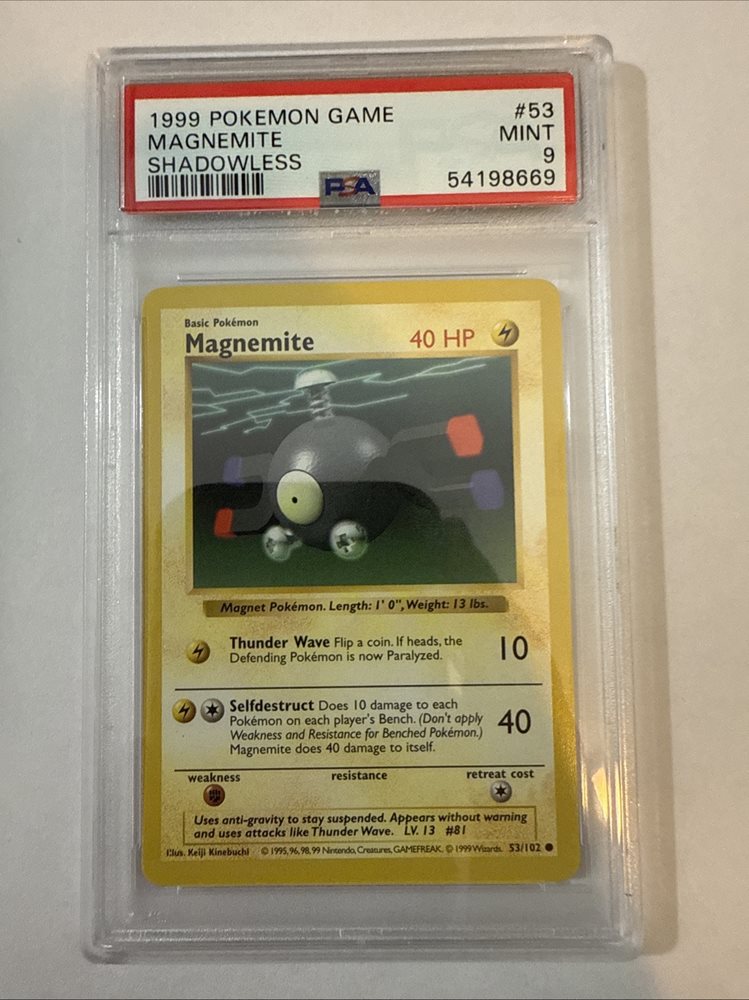 1999 POKEMON GAME #53
MAGNEMITE MINT
SHADOWLESS 9
PSA 54198669
Basic Pokémon
Magnemite 40 HP
Magnet Pokémon. Length: 1' 0", Weight: 13 lbs.
Thunder Wave Flip a coin. If heads, the
Defending Pokémon is now Paralyzed.
10
Selfdestruct Does 10 damage to each
Pokémon on each player's Bench. (Don't apply
Weakness and Resistance for Benched Pokémon.)
Magnemite does 40 damage to itself.
40
weakness resistance retreat cost
Uses anti-gravity to stay suspended. Appears without warning
and uses attacks like Thunder Wave. LV. 13 #81
Illus. Keiji Kinebuchi © 1995, 96, 98, 99 Nintendo, Creatures, GAMEFREAK. © 1999 Wizards. 53/102